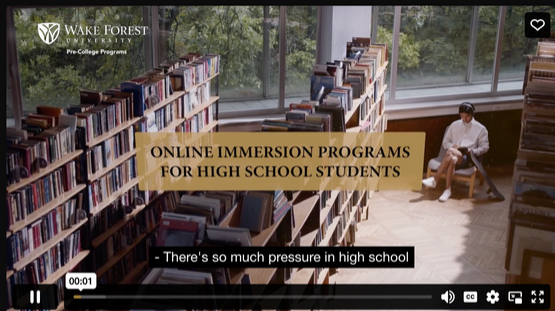 WAKE FOREST
UNIVERSITY
Pre-College Programs
ONLINE IMMERSION PROGRAMS
FOR HIGH SCHOOL STUDENTS
- There's so much pressure in high school
00:01
CC